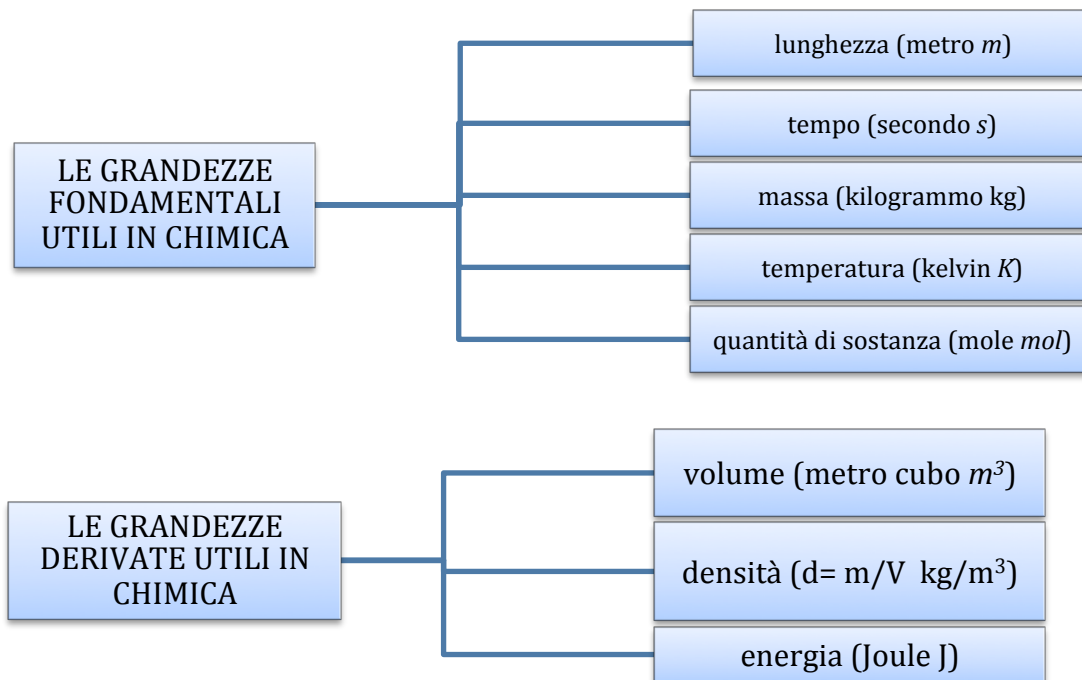 LE GRANDEZZE
FONDAMENTALI
UTILI IN CHIMICA
lunghezza (metro m)
tempo (secondo s)
massa (kilogrammo kg)
temperatura (kelvin K)
quantità di sostanza (mole mol)
LE GRANDEZZE
DERIVATE UTILI IN
CHIMICA
volume (metro cubo m³)
densità (d= m/V kg/m³)
energia (Joule J)